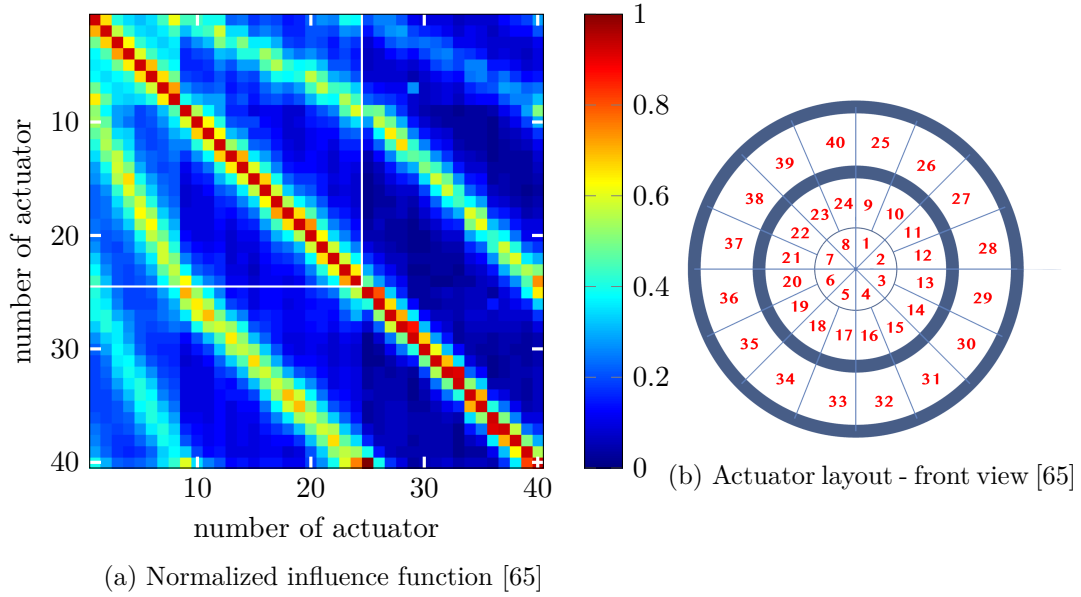 number of actuator
10
20
30
40
10
20
30
40
number of actuator
1
0.8
0.6
0.4
0.2
0
(a) Normalized influence function [65]
40 25
39 26
38 24 9 27
23 10
37 22 8 1 11 28
21 7 2 12
36 20 6 3 13 29
19 5 4 14
35 18 17 16 15 30
34 31
33 32
(b) Actuator layout - front view [65]